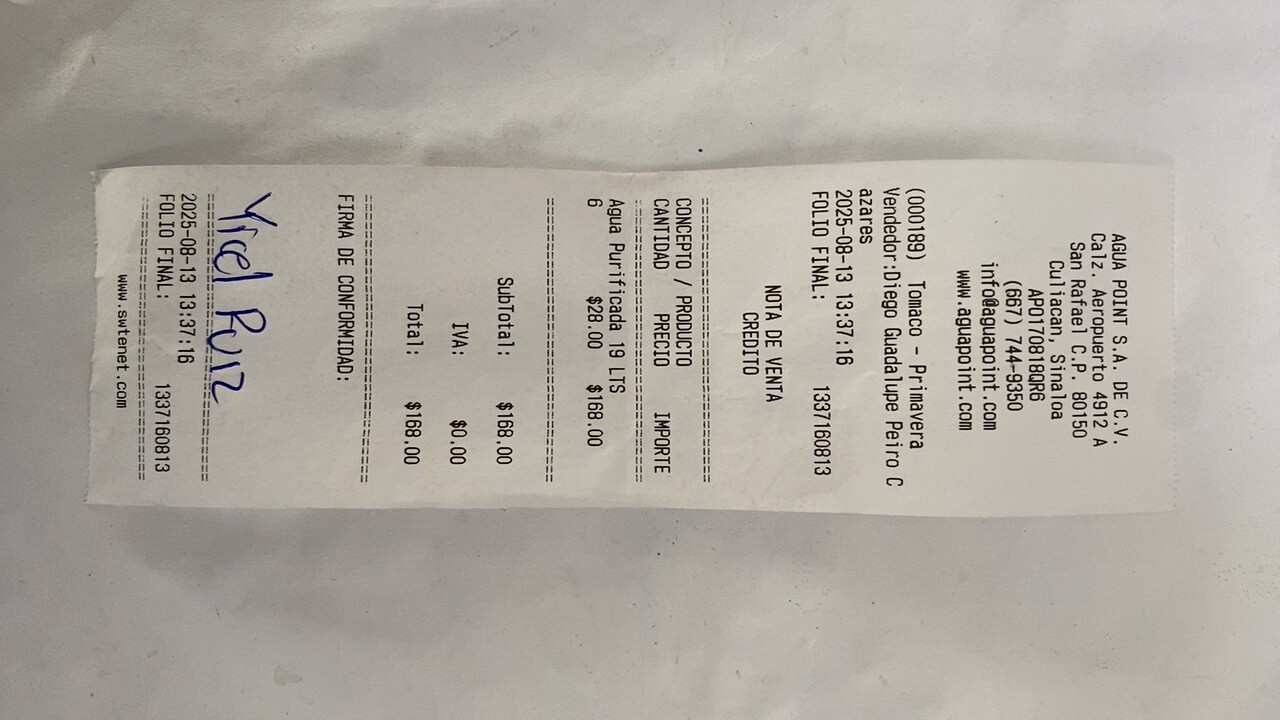 AGUA POINT S.A. DE C.V.
Calz. Aeropuerto 4912 A
San Rafael C.P. 80150
Culiacan, Sinaloa
APO170818QR6
(667) 744-9350
info@aguapoint.com
www.aguapoint.com
(000189) Tomaco - Primavera
Vendedor:Diego Guadalupe Peiro C
azares
2025-08-13 13:37:16
FOLIO FINAL: 1337160813
NOTA DE VENTA
CREDITO
CONCEPTO / PRODUCTO
CANTIDAD PRECIO IMPORTE
Agua Purificada 19 LTS
6 $28.00 $168.00
SubTotal: $168.00
IVA: $0.00
Total: $168.00
FIRMA DE CONFORMIDAD:
Yicel Ruiz
2025-08-13 13:37:16
FOLIO FINAL: 1337160813
www.swtenet.com